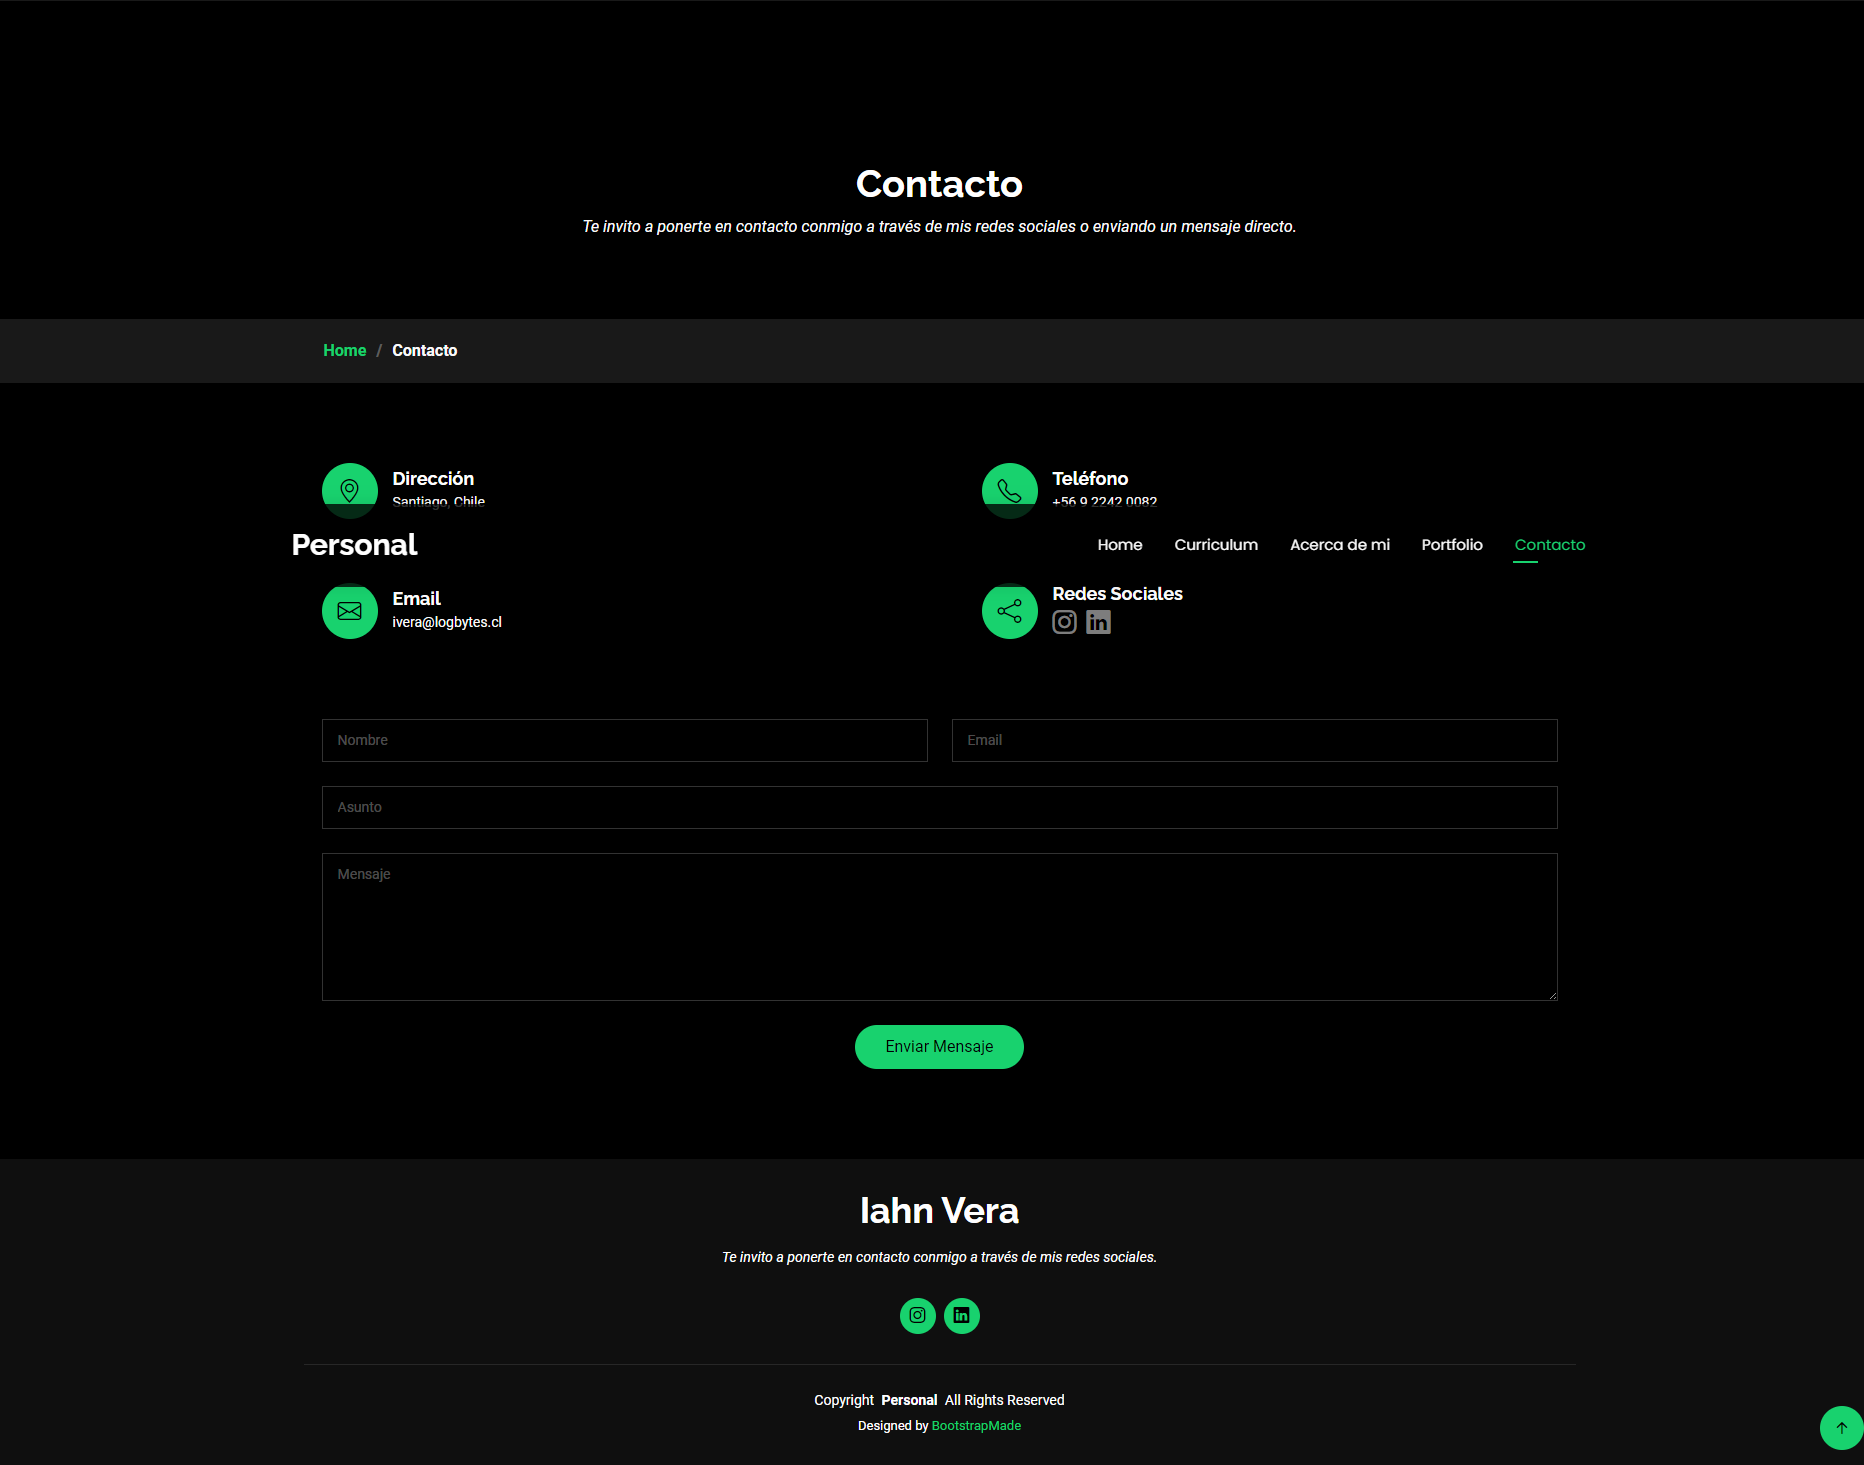 Contacto
Te invito a ponerte en contacto conmigo a través de mis redes sociales o enviando un mensaje directo.
Home / Contacto
Dirección
Santiago, Chile
Teléfono
+56 9 2242 0082
Personal
Home Curriculum Acerca de mi Portfolio Contacto
Email
ivera@logbytes.cl
Redes Sociales
Nombre
Email
Asunto
Mensaje
Enviar Mensaje
Iahn Vera
Te invito a ponerte en contacto conmigo a través de mis redes sociales.
Copyright Personal All Rights Reserved
Designed by BootstrapMade